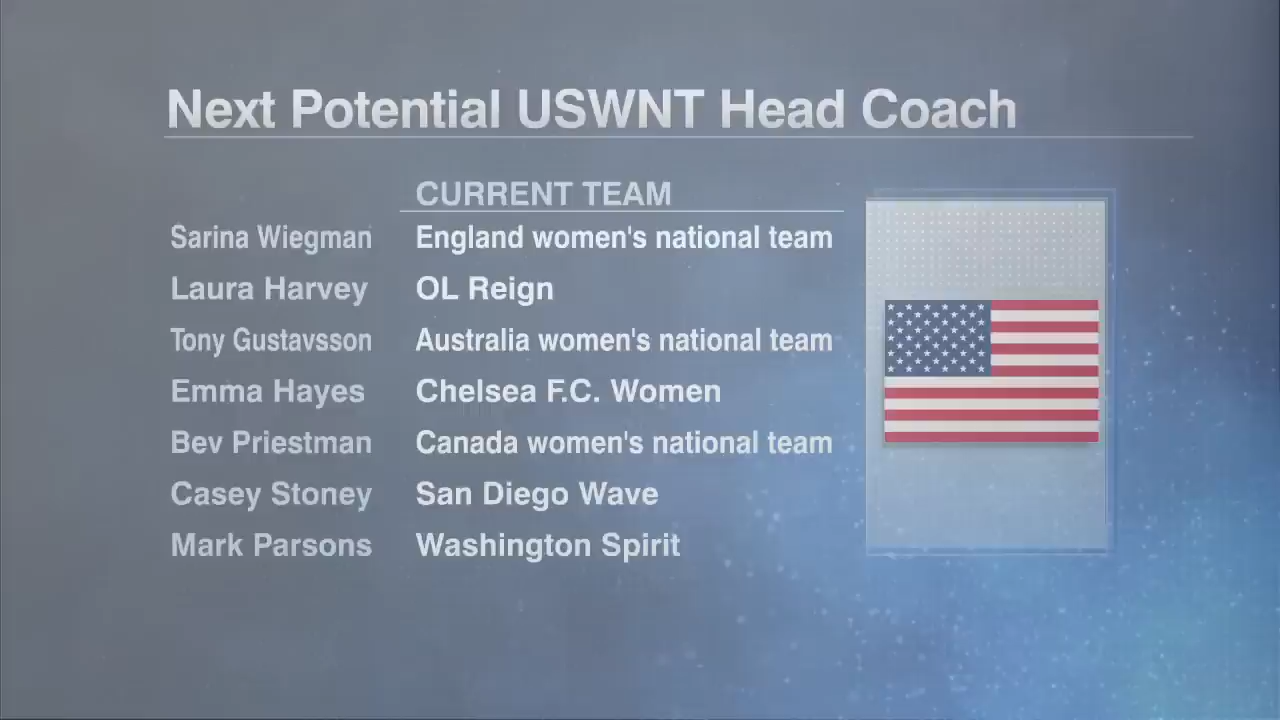 Next Potential USWNT Head Coach
CURRENT TEAM
Sarina Wiegman England women's national team
Laura Harvey OL Reign
Tony Gustavsson Australia women's national team
Emma Hayes Chelsea F.C. Women
Bev Priestman Canada women's national team
Casey Stoney San Diego Wave
Mark Parsons Washington Spirit